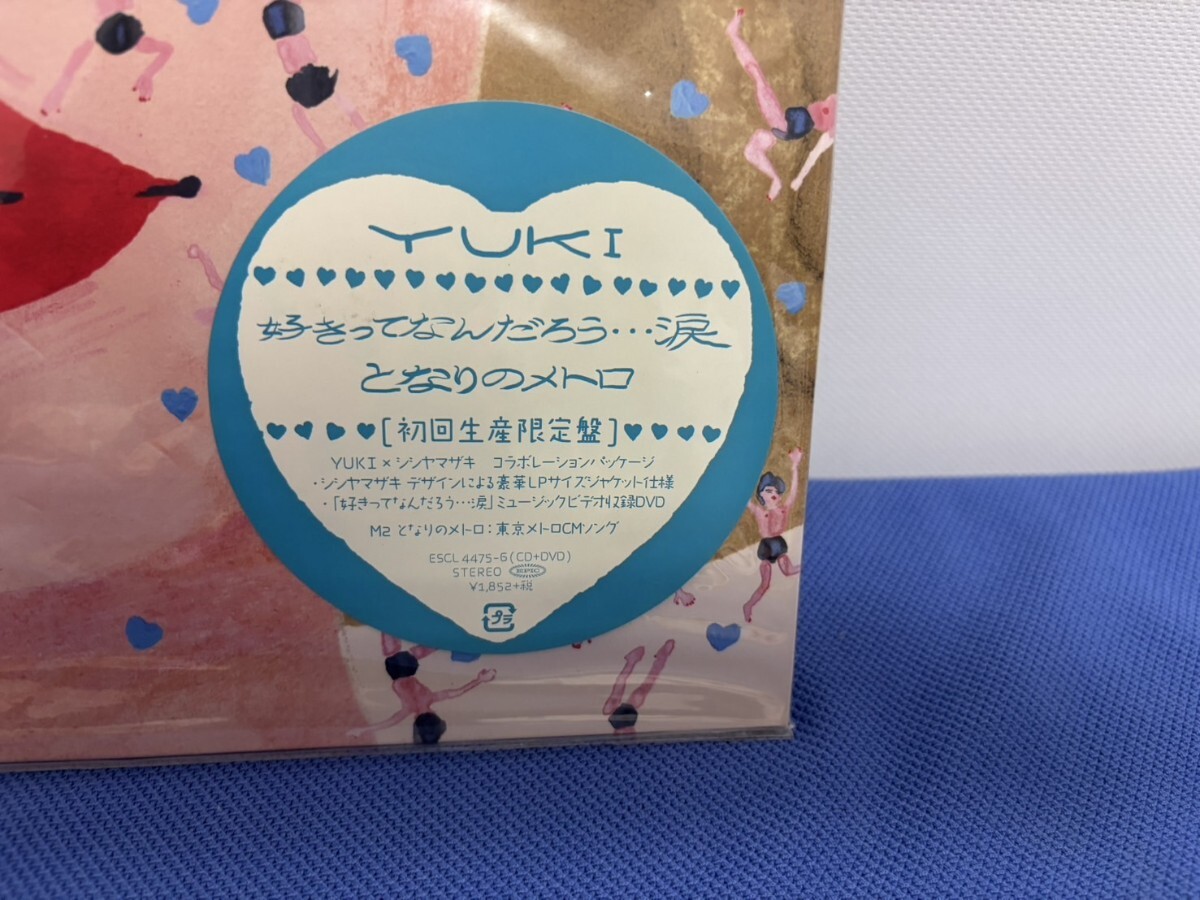 YUKI
好きってなんだろう…涙
となりのメトロ
[初回生産限定盤]
YUKI×シシヤマザキ コラボレーションパッケージ
・シシヤマザキ デザインによる豪華LPサイズジャケット仕様
・「好きってなんだろう…涙」ミュージックビデオ収録DVD
M2 となりのメトロ：東京メトロCMソング
ESCL 4475-6(CD+DVD)
STEREO EPIC
¥1,852+税
プラ